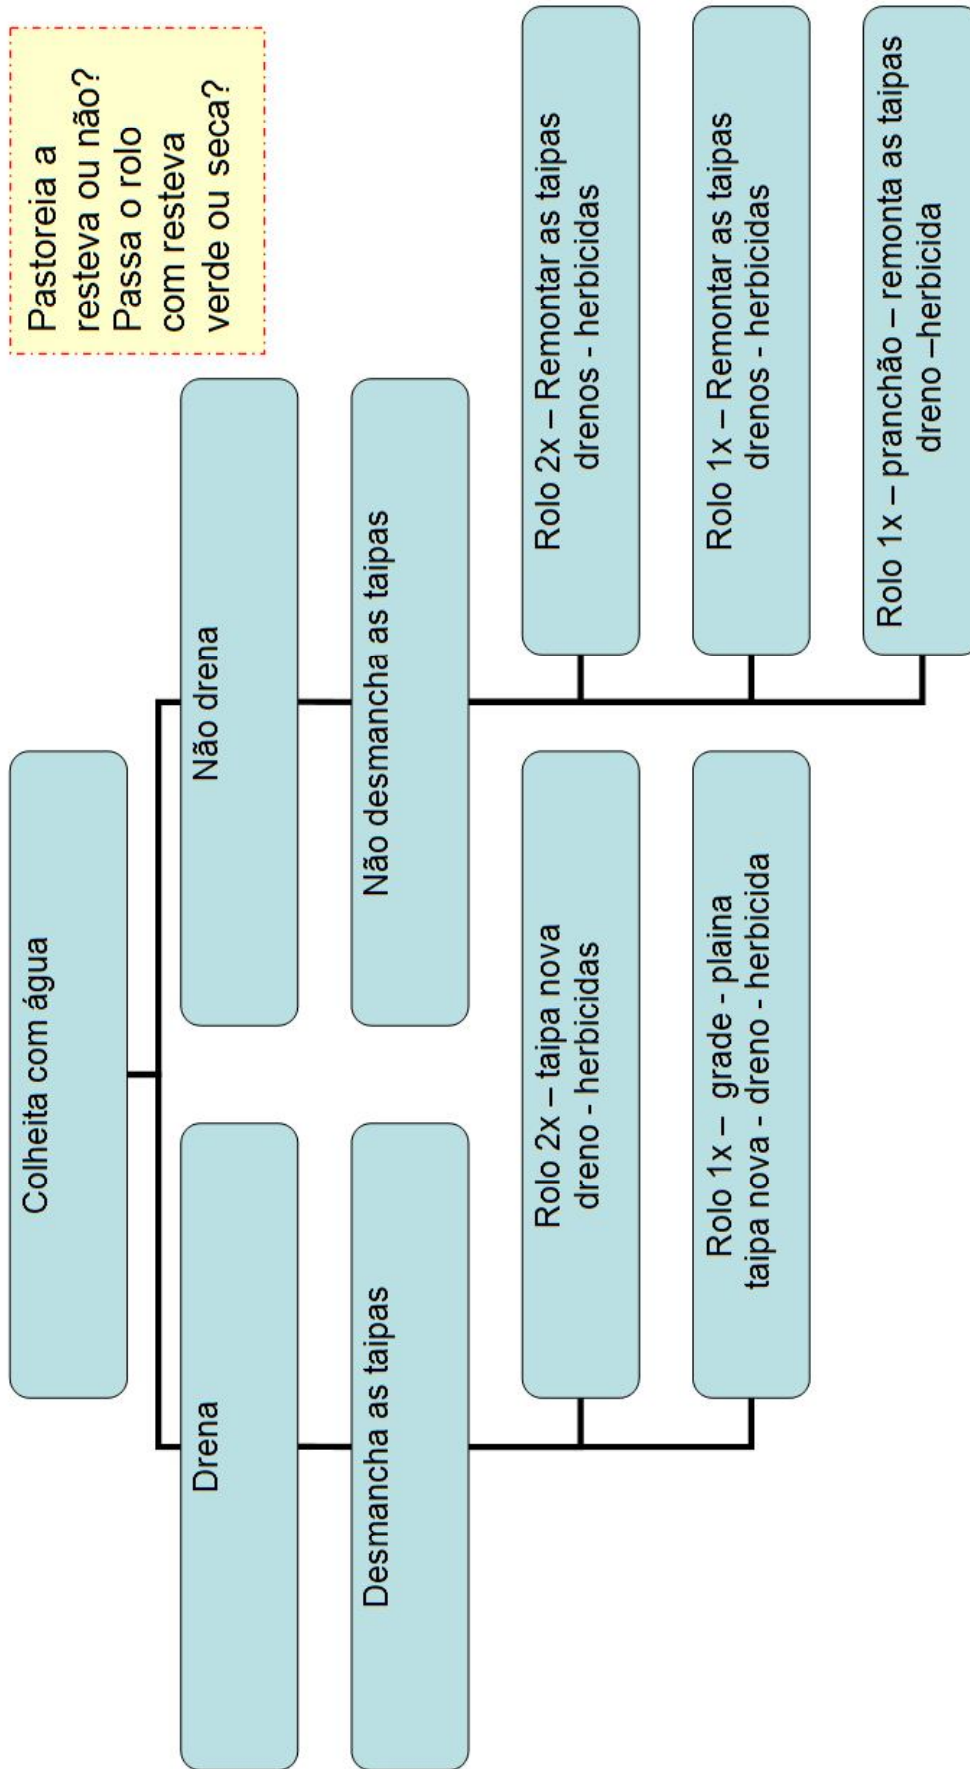 Colheita com água
Pastoreia a
resteva ou não?
Passa o rolo
com resteva
verde ou seca?
Drena
Não drena
Desmancha as taipas
Não desmancha as taipas
Rolo 2x – taipa nova
dreno - herbicidas
Rolo 2x – Remontar as taipas
drenos - herbicidas
Rolo 1x – grade - plaina
taipa nova - dreno - herbicida
Rolo 1x – Remontar as taipas
drenos - herbicidas
Rolo 1x – pranchão – remonta as taipas
dreno –herbicida